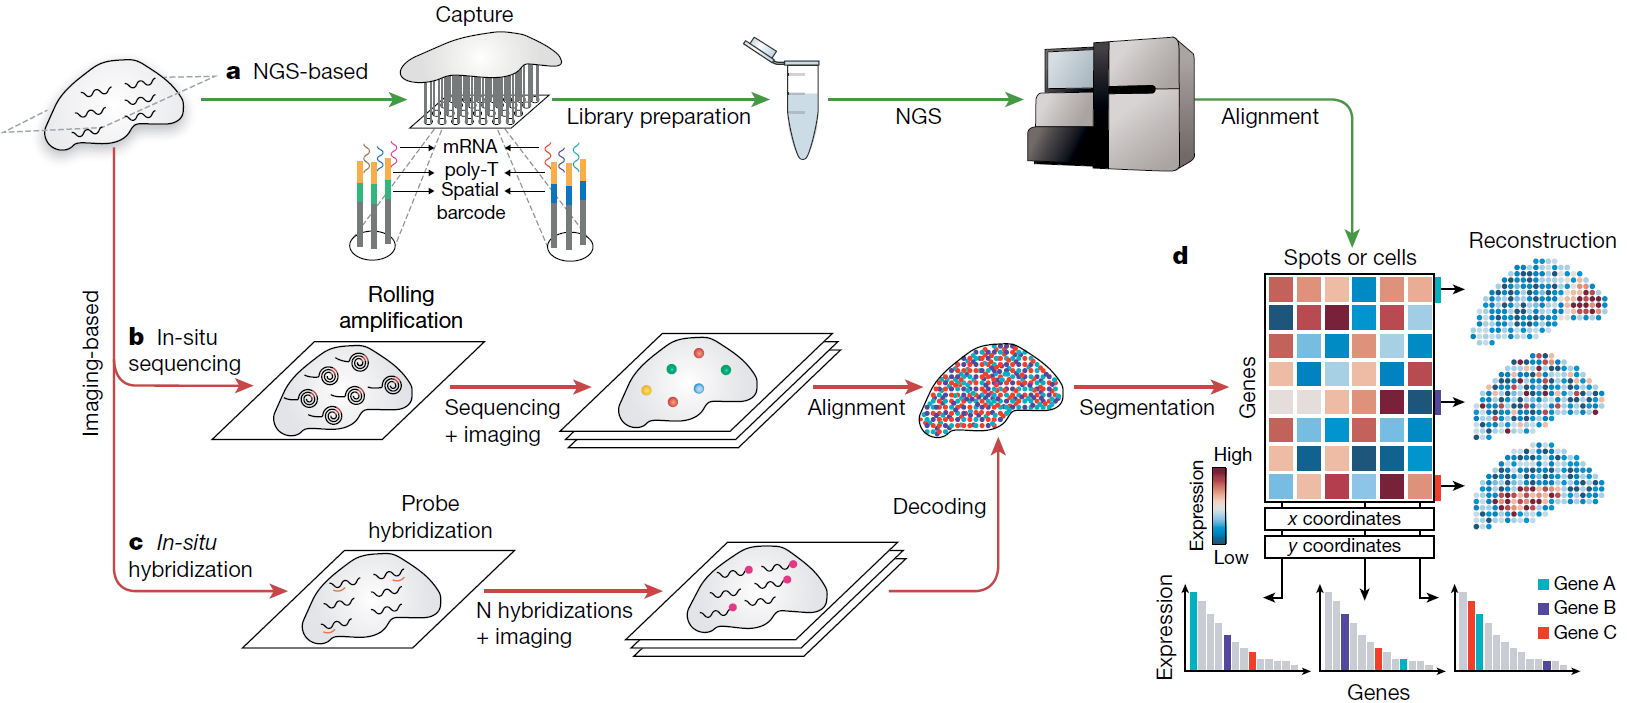 Capture
a NGS-based
Library preparation
NGS
Alignment
mRNA
poly-T
Spatial
barcode
Imaging-based
b In-situ
sequencing
Rolling
amplification
Sequencing
+ imaging
Alignment
Segmentation
c In-situ
hybridization
Probe
hybridization
N hybridizations
+ imaging
Decoding
d
Spots or cells
Reconstruction
Genes
High
Expression
Low
x coordinates
y coordinates
Expression
Genes
Gene A
Gene B
Gene C